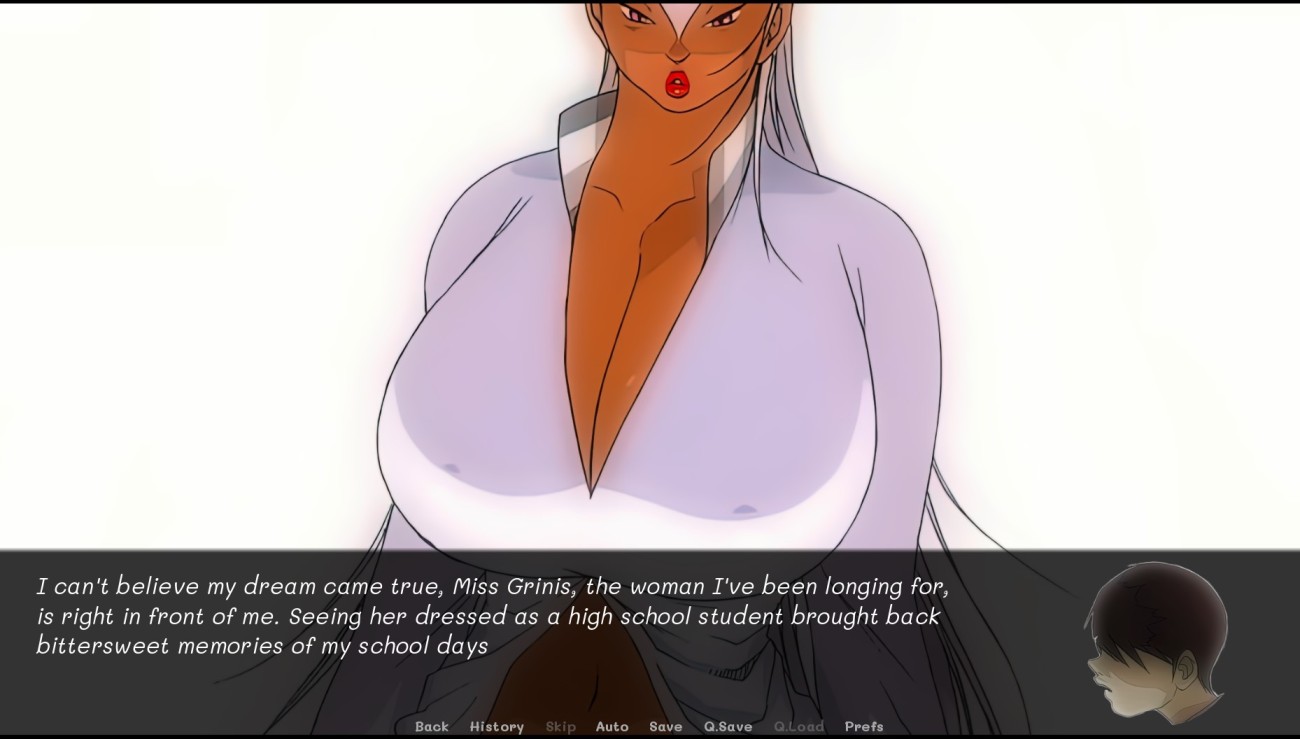 I can't believe my dream came true, Miss Grinis, the woman I've been longing for,
is right in front of me. Seeing her dressed as a high school student brought back
bittersweet memories of my school days
Back History Skip Auto Save Q.Save Q.Load Prefs